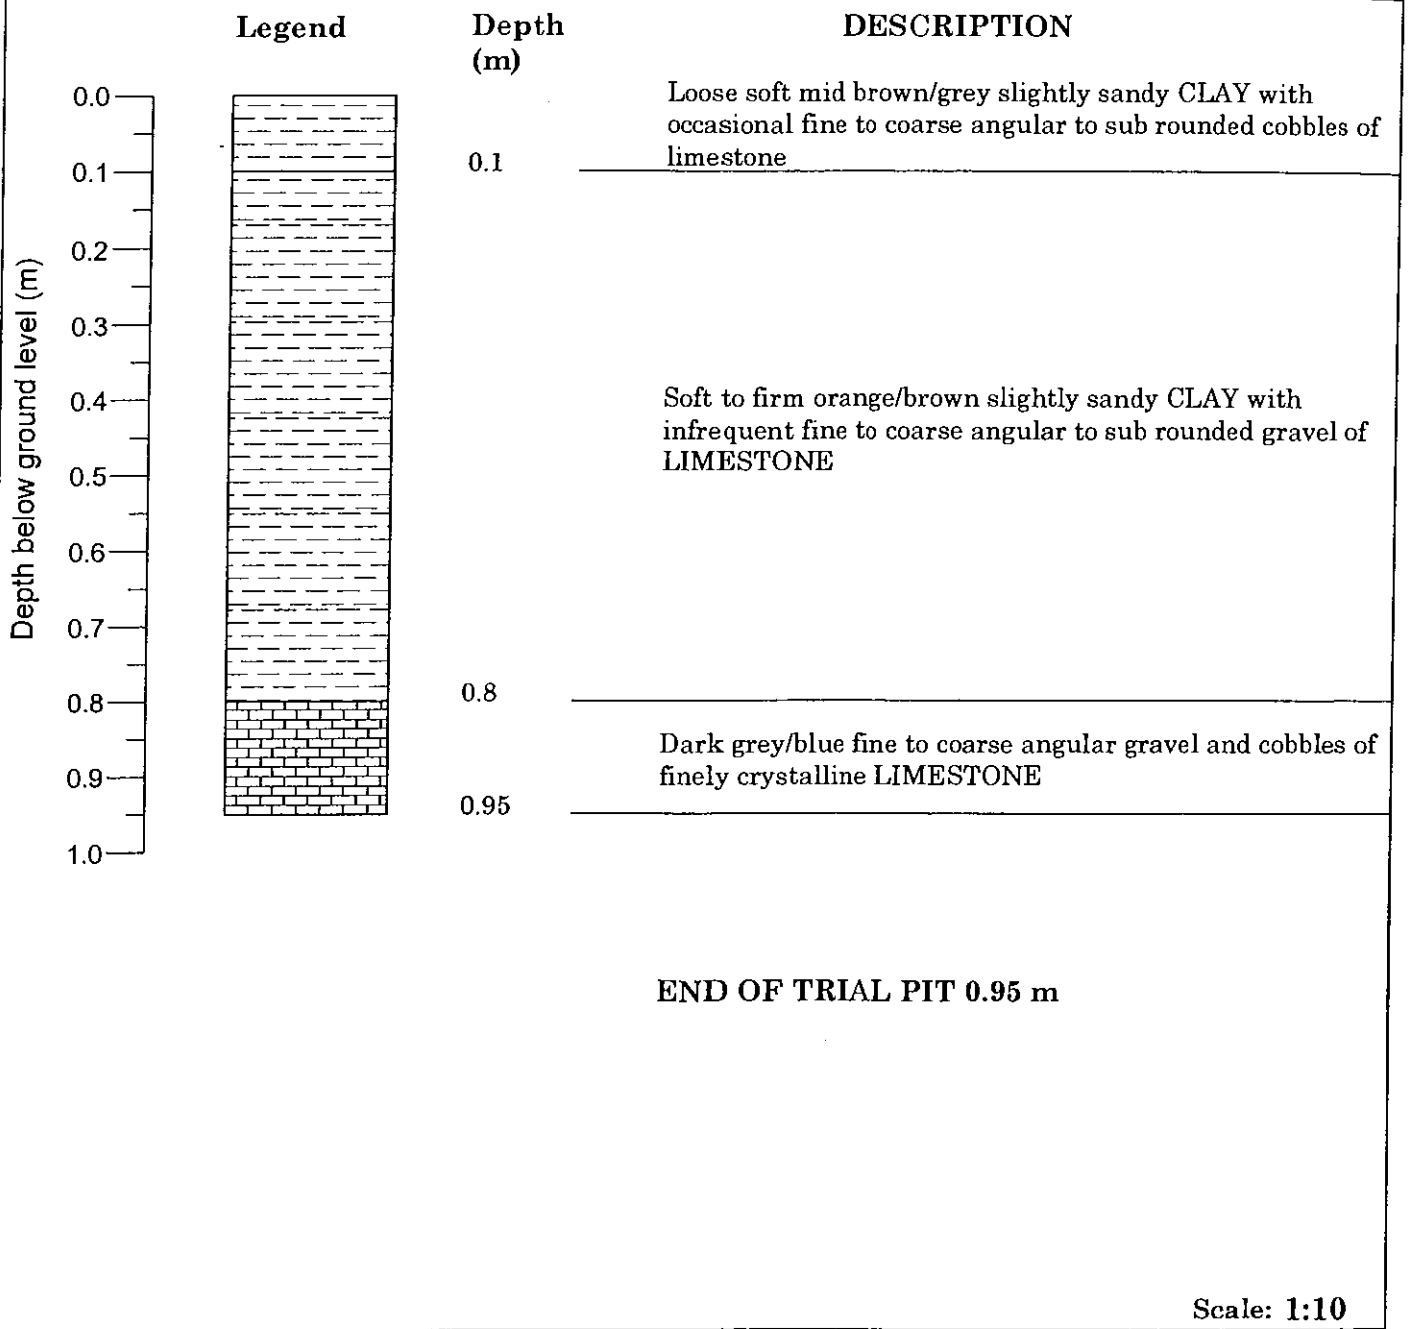 Legend
Depth
(m)
DESCRIPTION
Depth below ground level (m)
0.0
0.1
0.2
0.3
0.4
0.5
0.6
0.7
0.8
0.9
1.0
Loose soft mid brown/grey slightly sandy CLAY with
occasional fine to coarse angular to sub rounded cobbles of
limestone
0.1
Soft to firm orange/brown slightly sandy CLAY with
infrequent fine to coarse angular to sub rounded gravel of
LIMESTONE
0.8
Dark grey/blue fine to coarse angular gravel and cobbles of
finely crystalline LIMESTONE
0.95
END OF TRIAL PIT 0.95 m
Scale: 1:10